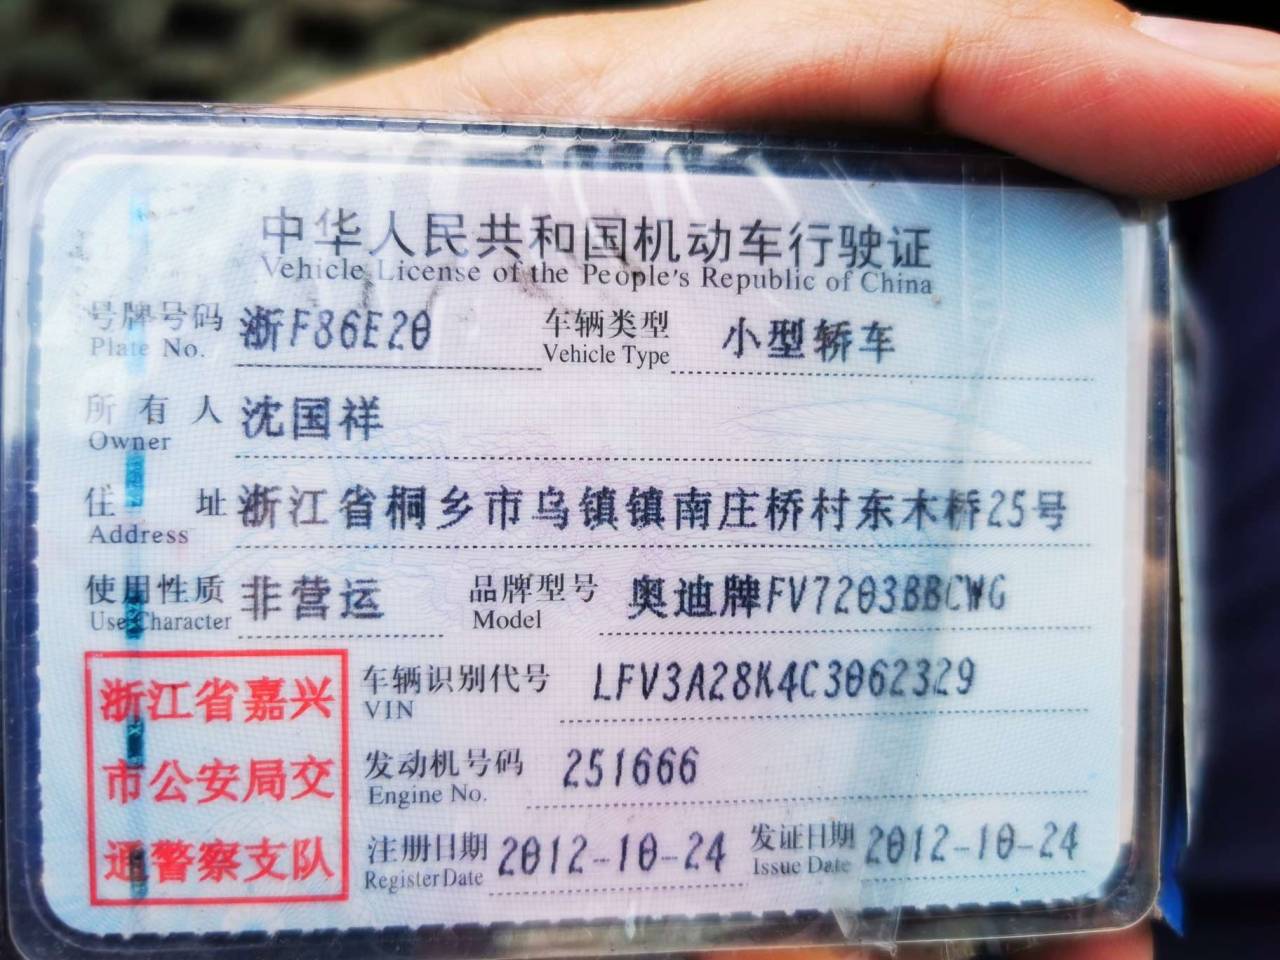 中华人民共和国机动车行驶证
Vehicle License of the People's Republic of China
号牌号码 浙F86E20 车辆类型 小型轿车
Plate No. Vehicle Type
所有人 沈国祥
Owner
住址 浙江省桐乡市乌镇镇南庄桥村东木桥25号
Address
使用性质 非营运 品牌型号 奥迪牌FV7203BBCWG
Use Character Model
浙江省嘉兴
市公安局交
通警察支队
车辆识别代号 LFV3A28K4C3062329
VIN
发动机号码 251666
Engine No.
注册日期 2012-10-24 发证日期 2012-10-24
Register Date Issue Date